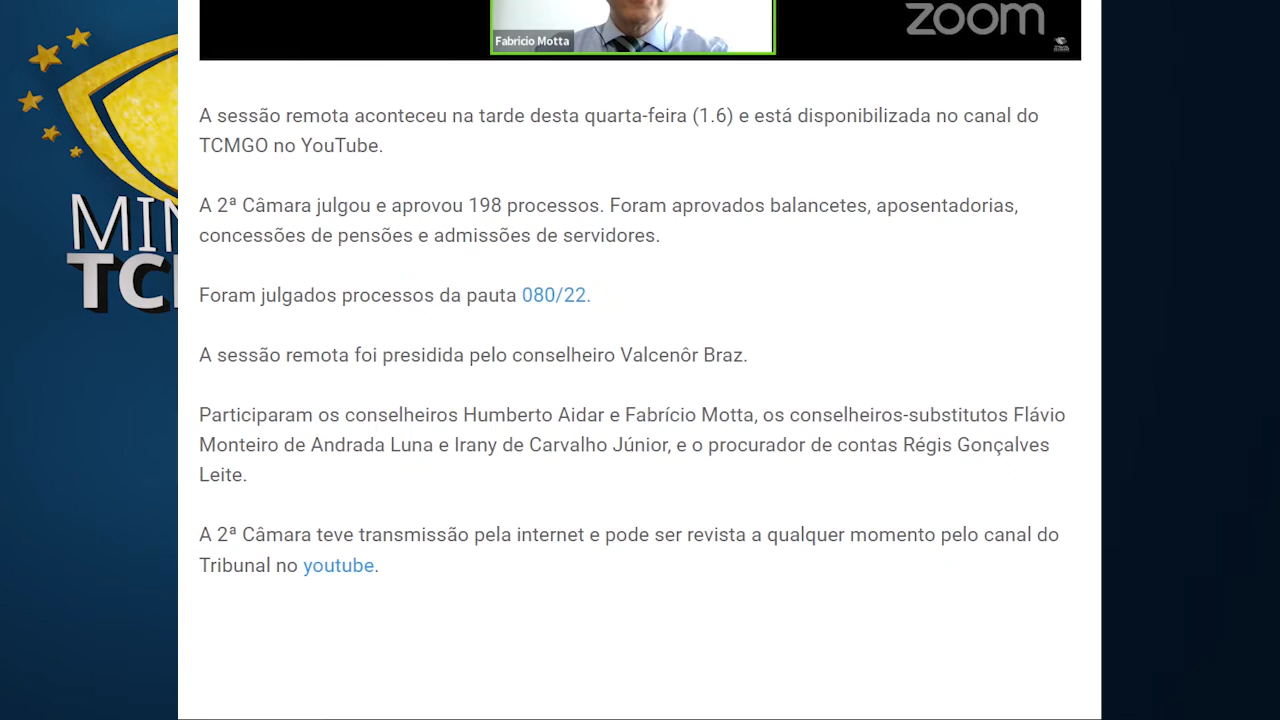 zoom
Fabricio Motta
MIN
TC
A sessão remota aconteceu na tarde desta quarta-feira (1.6) e está disponibilizada no canal do
TCMGO no YouTube.
A 2ª Câmara julgou e aprovou 198 processos. Foram aprovados balancetes, aposentadorias,
concessões de pensões e admissões de servidores.
Foram julgados processos da pauta 080/22.
A sessão remota foi presidida pelo conselheiro Valcenôr Braz.
Participaram os conselheiros Humberto Aidar e Fabrício Motta, os conselheiros-substitutos Flávio
Monteiro de Andrada Luna e Irany de Carvalho Júnior, e o procurador de contas Régis Gonçalves
Leite.
A 2ª Câmara teve transmissão pela internet e pode ser revista a qualquer momento pelo canal do
Tribunal no youtube.